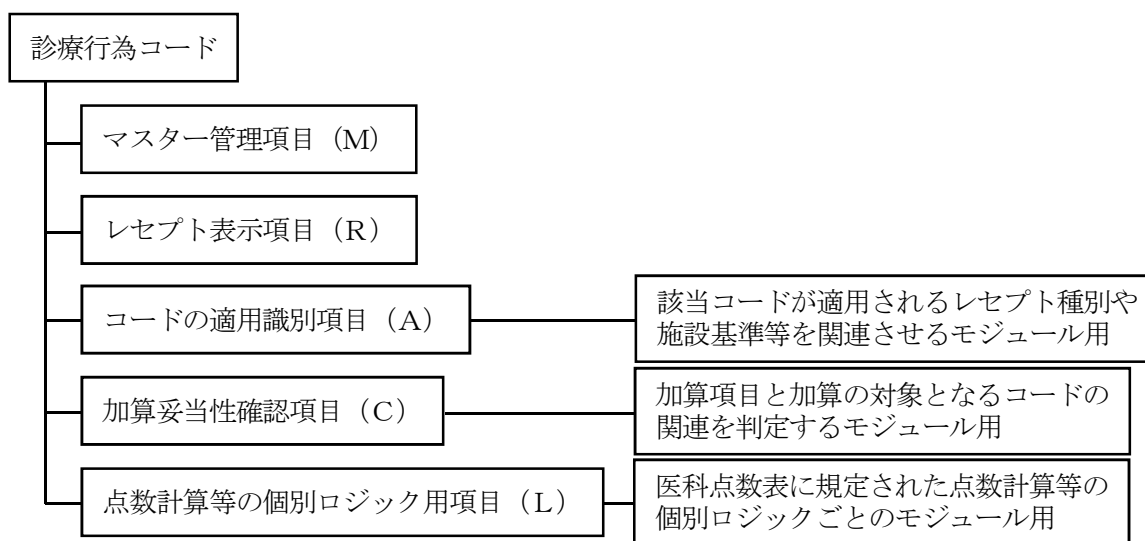 診療行為コード
マスター管理項目（M）
レセプト表示項目（R）
コードの適用識別項目（A）
該当コードが適用されるレセプト種別や
施設基準等を関連させるモジュール用
加算妥当性確認項目（C）
加算項目と加算の対象となるコードの
関連を判定するモジュール用
点数計算等の個別ロジック用項目（L）
医科点数表に規定された点数計算等の
個別ロジックごとのモジュール用